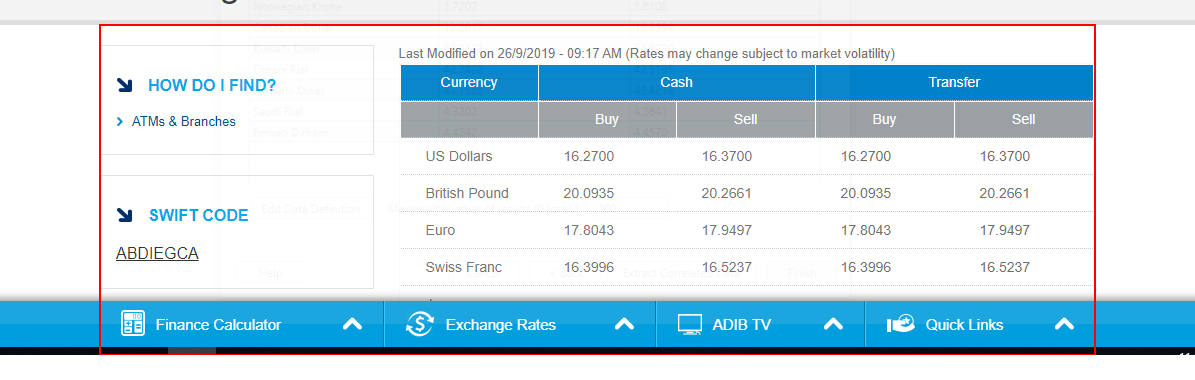 HOW DO I FIND?
ATMs & Branches
SWIFT CODE
ABDIEGCA
Last Modified on 26/9/2019 - 09:17 AM (Rates may change subject to market volatility)
Currency Cash Transfer
Buy Sell Buy Sell
US Dollars 16.2700 16.3700 16.2700 16.3700
British Pound 20.0935 20.2661 20.0935 20.2661
Euro 17.8043 17.9497 17.8043 17.9497
Swiss Franc 16.3996 16.5237 16.3996 16.5237
Finance Calculator Exchange Rates ADIB TV Quick Links